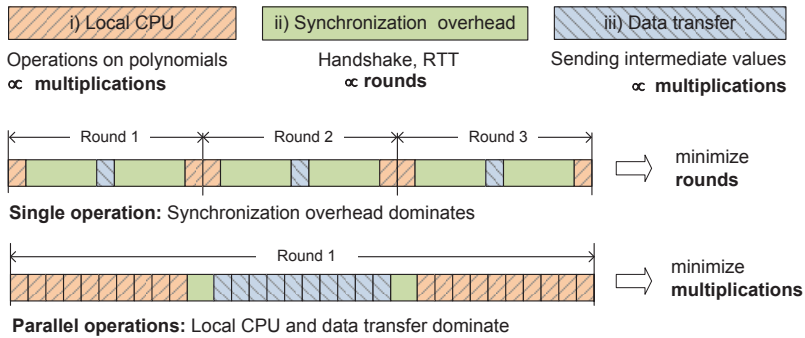 i) Local CPU
ii) Synchronization overhead
iii) Data transfer
Operations on polynomials
∝ multiplications
Handshake, RTT
∝ rounds
Sending intermediate values
∝ multiplications
Round 1
Round 2
Round 3
minimize
rounds
Single operation: Synchronization overhead dominates
Round 1
minimize
multiplications
Parallel operations: Local CPU and data transfer dominate